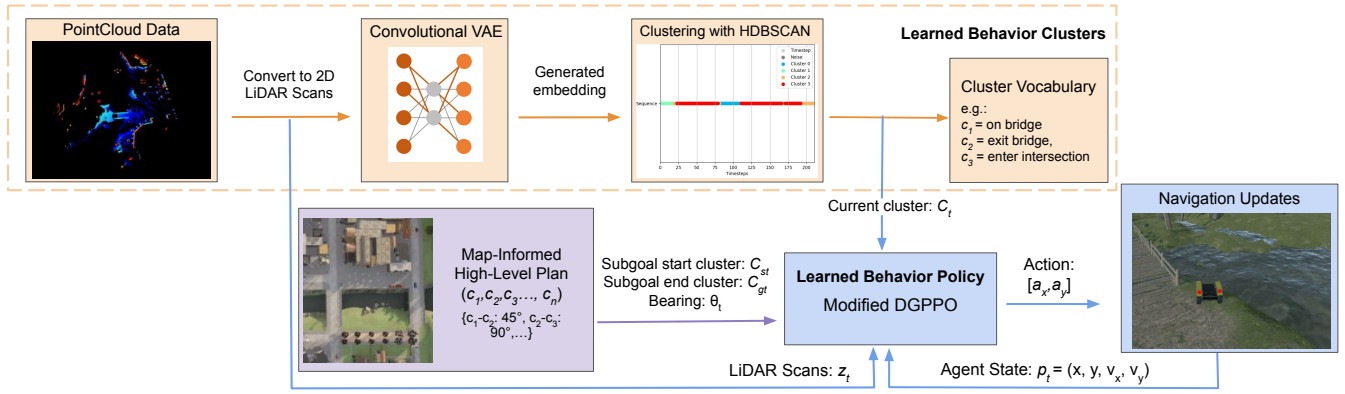 PointCloud Data
Convert to 2D
LiDAR Scans
Convolutional VAE
Generated
embedding
Clustering with HDBSCAN
Timestep
Noise
Cluster 0
Cluster 1
Cluster 2
Cluster 3
Sequence
0 25 50 75 100 125 150 175 200
Timesteps
Learned Behavior Clusters
Cluster Vocabulary
e.g.:
c1 = on bridge
c2 = exit bridge,
c3 = enter intersection
Current cluster: Ct
Map-Informed
High-Level Plan
(c1,c2,c3…, cn)
{c1-c2: 45°, c2-c3:
90°,…}
Subgoal start cluster: Cst
Subgoal end cluster: Cgt
Bearing: θt
Learned Behavior Policy
Modified DGPPO
Action:
[ax,ay]
Navigation Updates
LiDAR Scans: zt
Agent State: pt = (x, y, vx, vy)